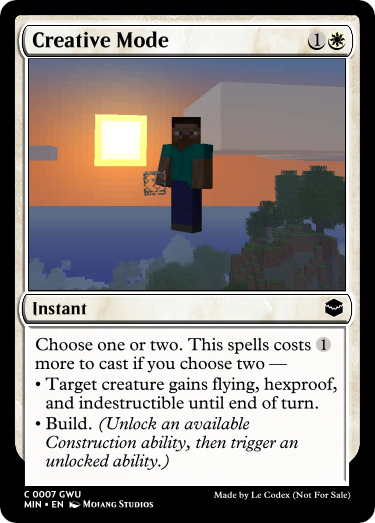 Creative Mode 1
Instant
Choose one or two. This spells costs 1
more to cast if you choose two —
• Target creature gains flying, hexproof,
and indestructible until end of turn.
• Build. (Unlock an available
Construction ability, then trigger an
unlocked ability.)
C 0007 GWU
MIN • EN Mojang Studios
Made by Le Codex (Not For Sale)